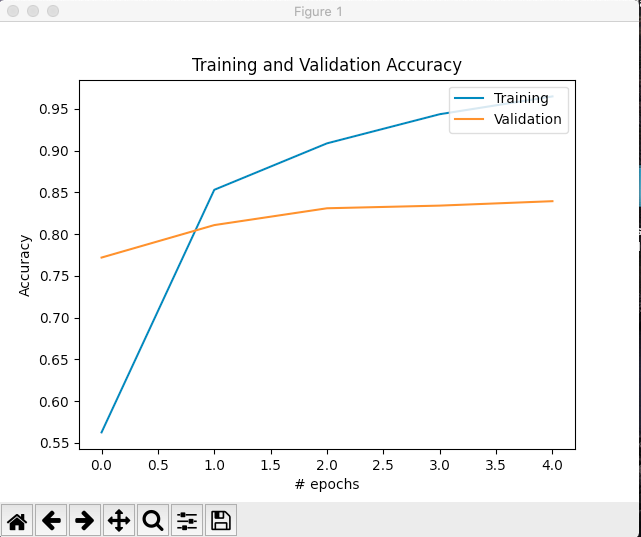 Figure 1
Training and Validation Accuracy
Training
Validation
0.95
0.90
0.85
0.80
0.75
0.70
0.65
0.60
0.55
Accuracy
0.0 0.5 1.0 1.5 2.0 2.5 3.0 3.5 4.0
# epochs